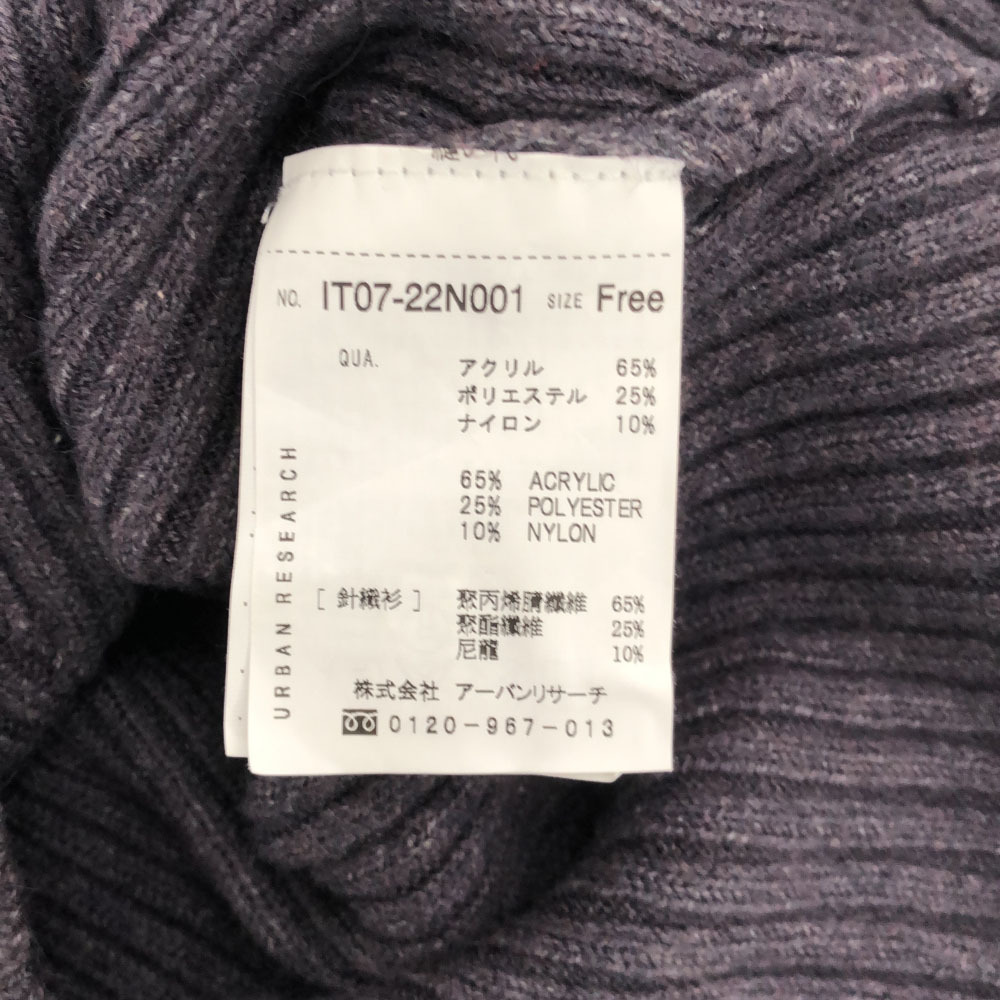 NO. IT07-22N001 SIZE Free
QUA.
アクリル 65%
ポリエステル 25%
ナイロン 10%
65% ACRYLIC
25% POLYESTER
10% NYLON
URBAN RESEARCH
[ 針織衫 ] 聚丙烯腈纖維 65%
聚酯纖維 25%
尼龍 10%
株式会社 アーバンリサーチ
0120-967-013